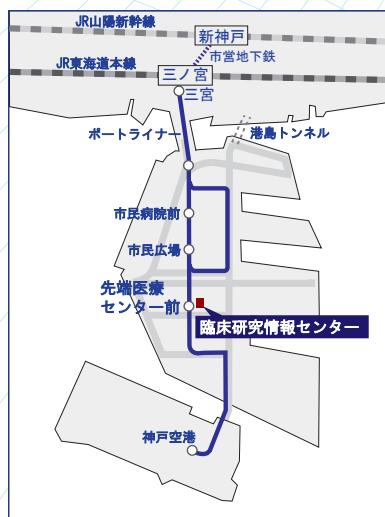 JR山陽新幹線
新神戸
市営地下鉄
JR東海道本線
三ノ宮
三宮
ポートライナー
港島トンネル
市民病院前
市民広場
先端医療
センター前
臨床研究情報センター
神戸空港